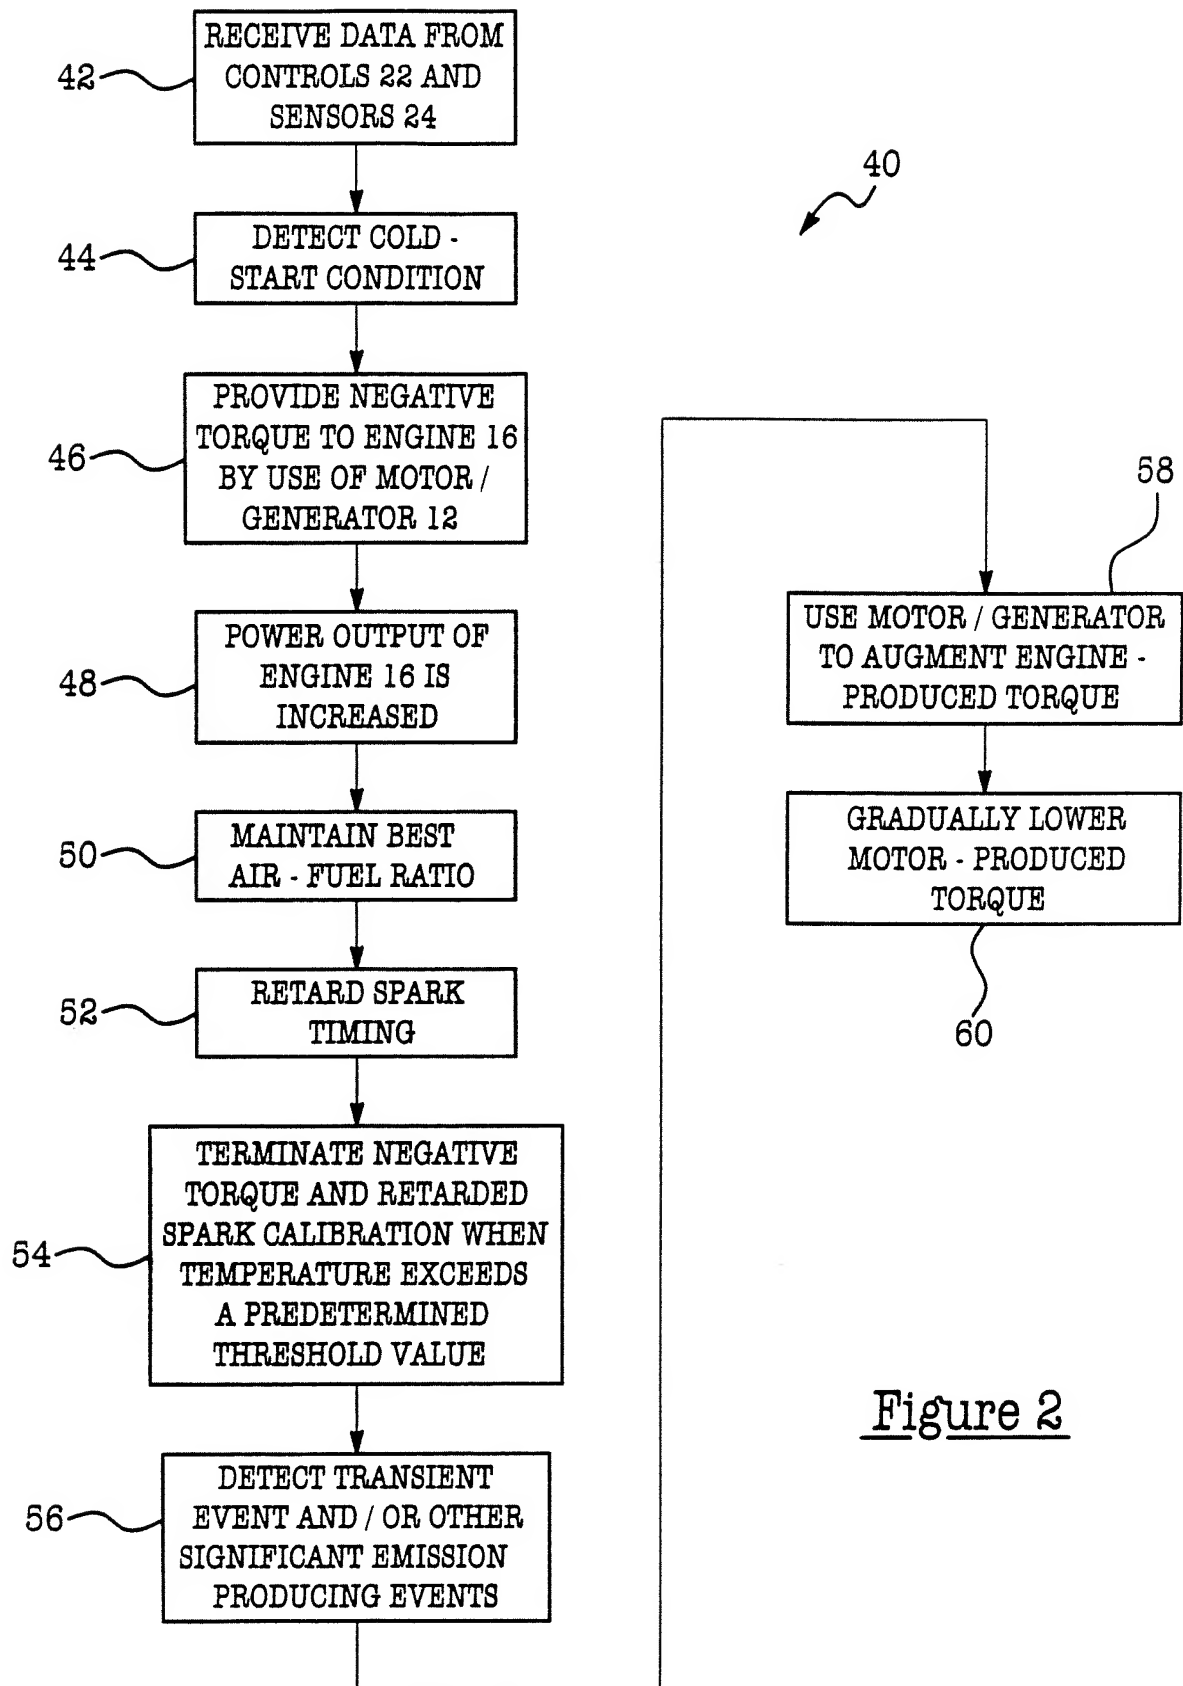 42
RECEIVE DATA FROM
CONTROLS 22 AND
SENSORS 24
44
DETECT COLD -
START CONDITION
46
PROVIDE NEGATIVE
TORQUE TO ENGINE 16
BY USE OF MOTOR /
GENERATOR 12
48
POWER OUTPUT OF
ENGINE 16 IS
INCREASED
50
MAINTAIN BEST
AIR - FUEL RATIO
52
RETARD SPARK
TIMING
54
TERMINATE NEGATIVE
TORQUE AND RETARDED
SPARK CALIBRATION WHEN
TEMPERATURE EXCEEDS
A PREDETERMINED
THRESHOLD VALUE
56
DETECT TRANSIENT
EVENT AND / OR OTHER
SIGNIFICANT EMISSION
PRODUCING EVENTS
40
58
USE MOTOR / GENERATOR
TO AUGMENT ENGINE -
PRODUCED TORQUE
GRADUALLY LOWER
MOTOR - PRODUCED
TORQUE
60
Figure 2